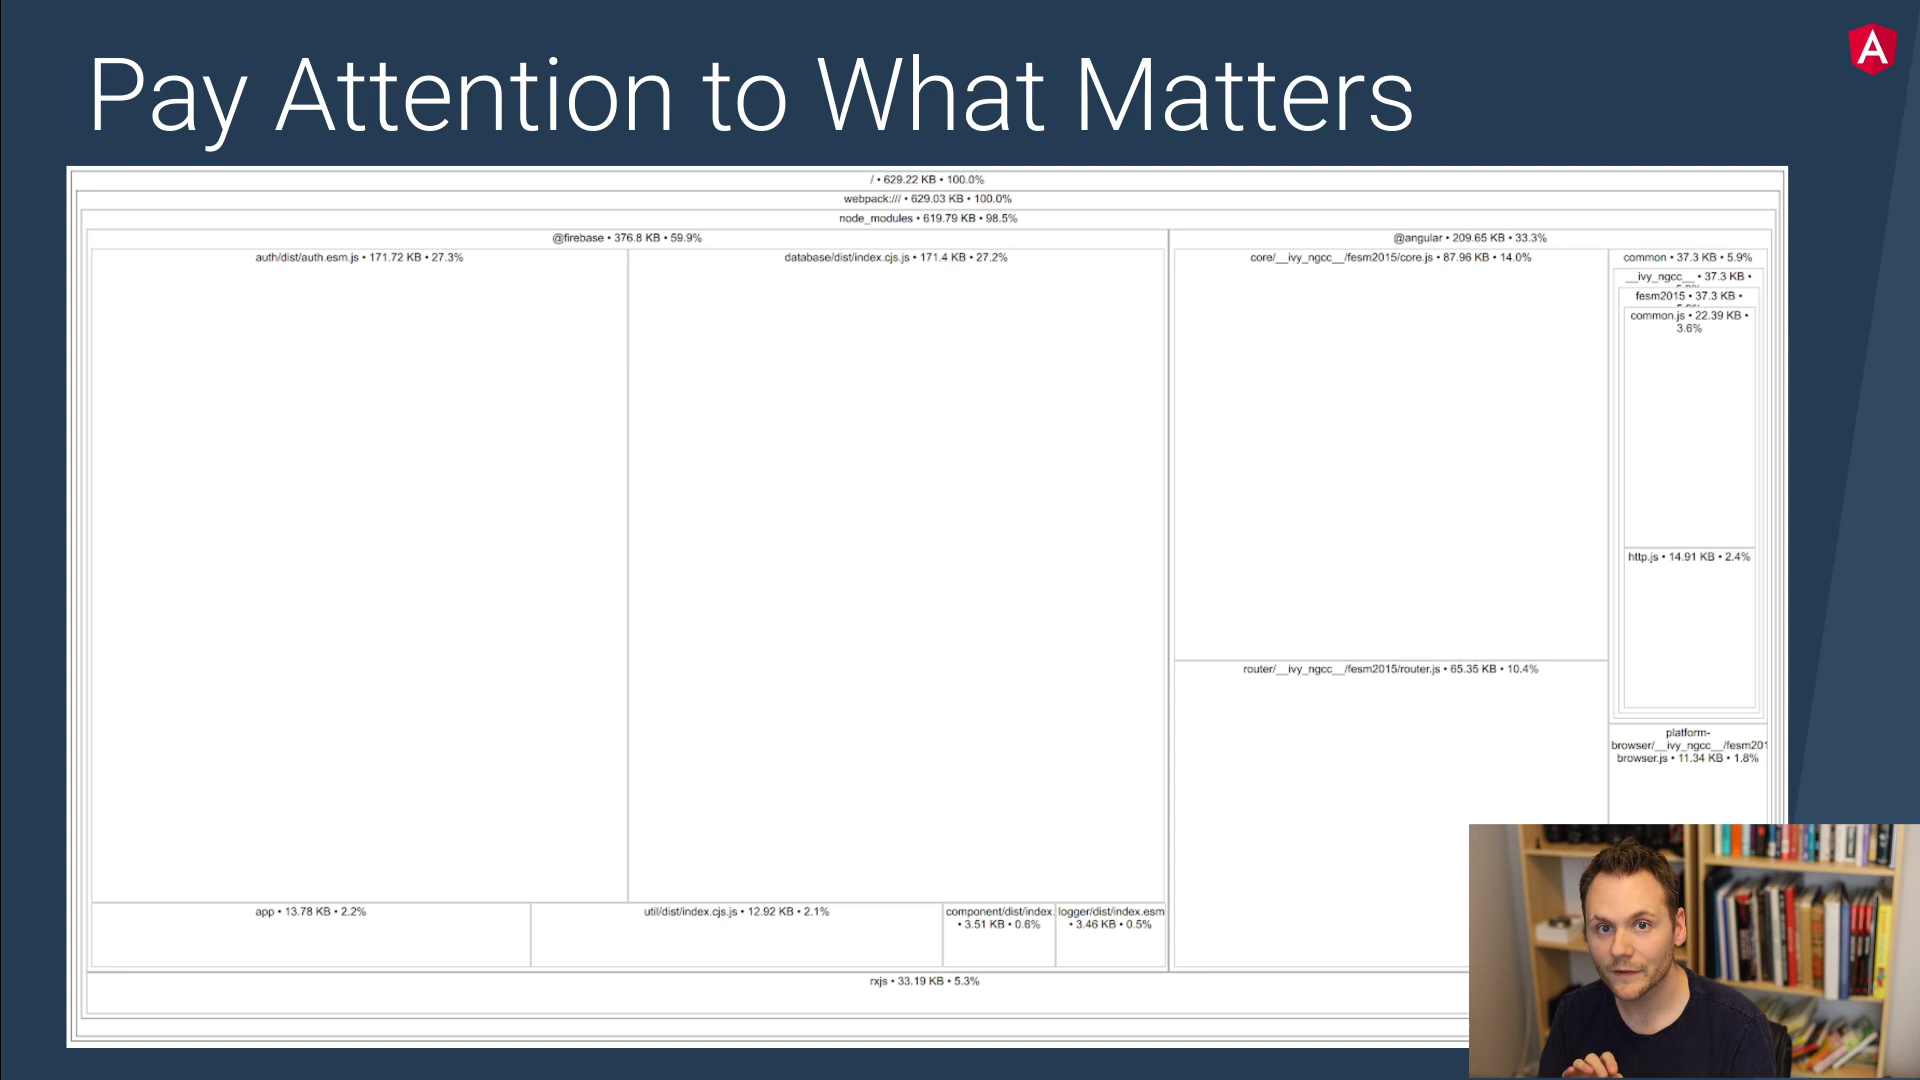 Pay Attention to What Matters
/ • 629.22 KB • 100.0%
webpack:/// • 629.03 KB • 100.0%
node_modules • 619.79 KB • 98.5%
@firebase • 376.8 KB • 59.9%
auth/dist/auth.esm.js • 171.72 KB • 27.3%
database/dist/index.cjs.js • 171.4 KB • 27.2%
app • 13.78 KB • 2.2%
util/dist/index.cjs.js • 12.92 KB • 2.1%
component/dist/index.
• 3.51 KB • 0.6%
logger/dist/index.esm
• 3.46 KB • 0.5%
@angular • 209.65 KB • 33.3%
core/__ivy_ngcc__/fesm2015/core.js • 87.96 KB • 14.0%
router/__ivy_ngcc__/fesm2015/router.js • 65.35 KB • 10.4%
common • 37.3 KB • 5.9%
__ivy_ngcc__ • 37.3 KB •
fesm2015 • 37.3 KB •
common.js • 22.39 KB •
3.6%
http.js • 14.91 KB • 2.4%
platform-
browser/__ivy_ngcc__/fesm201
browser.js • 11.34 KB • 1.8%
rxjs • 33.19 KB • 5.3%
A